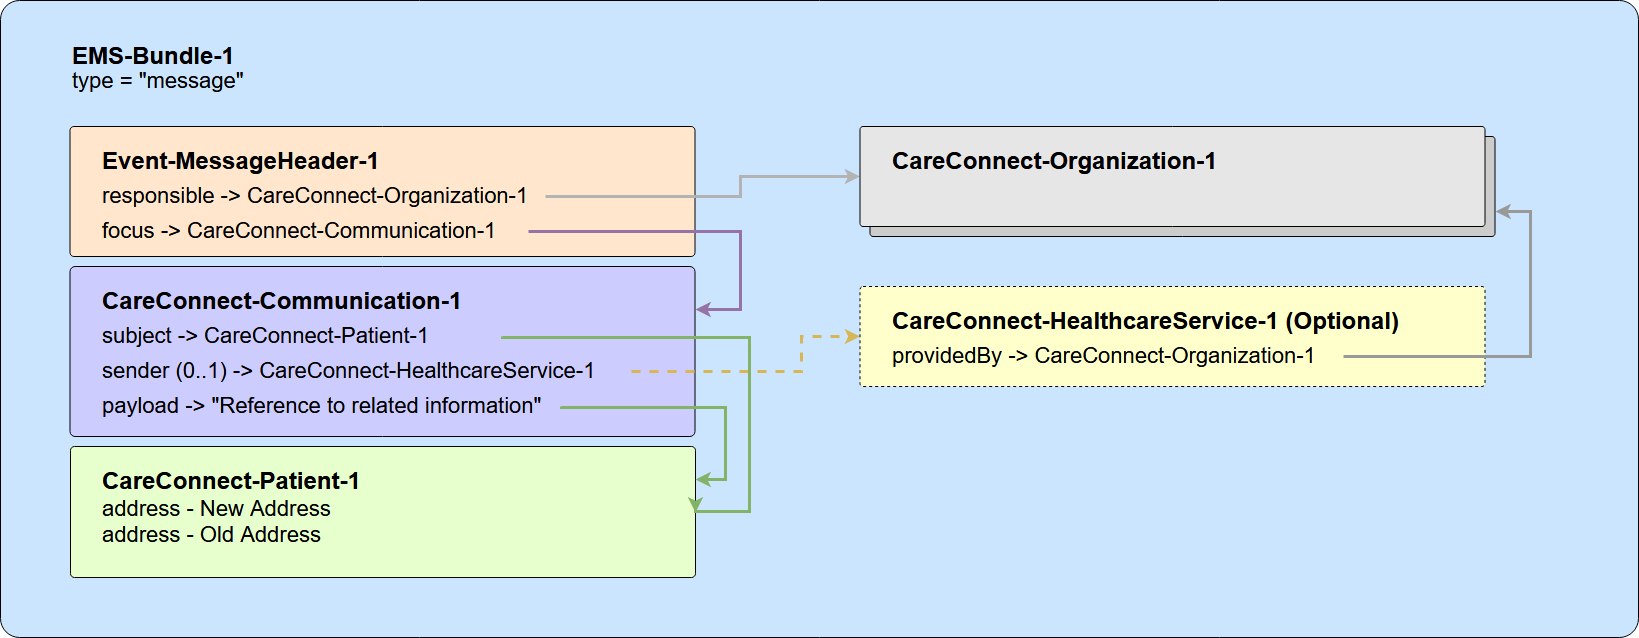 EMS-Bundle-1
type = "message"
Event-MessageHeader-1
responsible -> CareConnect-Organization-1
focus -> CareConnect-Communication-1
CareConnect-Communication-1
subject -> CareConnect-Patient-1
sender (0..1) -> CareConnect-HealthcareService-1
payload -> "Reference to related information"
CareConnect-Patient-1
address - New Address
address - Old Address
CareConnect-Organization-1
CareConnect-HealthcareService-1 (Optional)
providedBy -> CareConnect-Organization-1